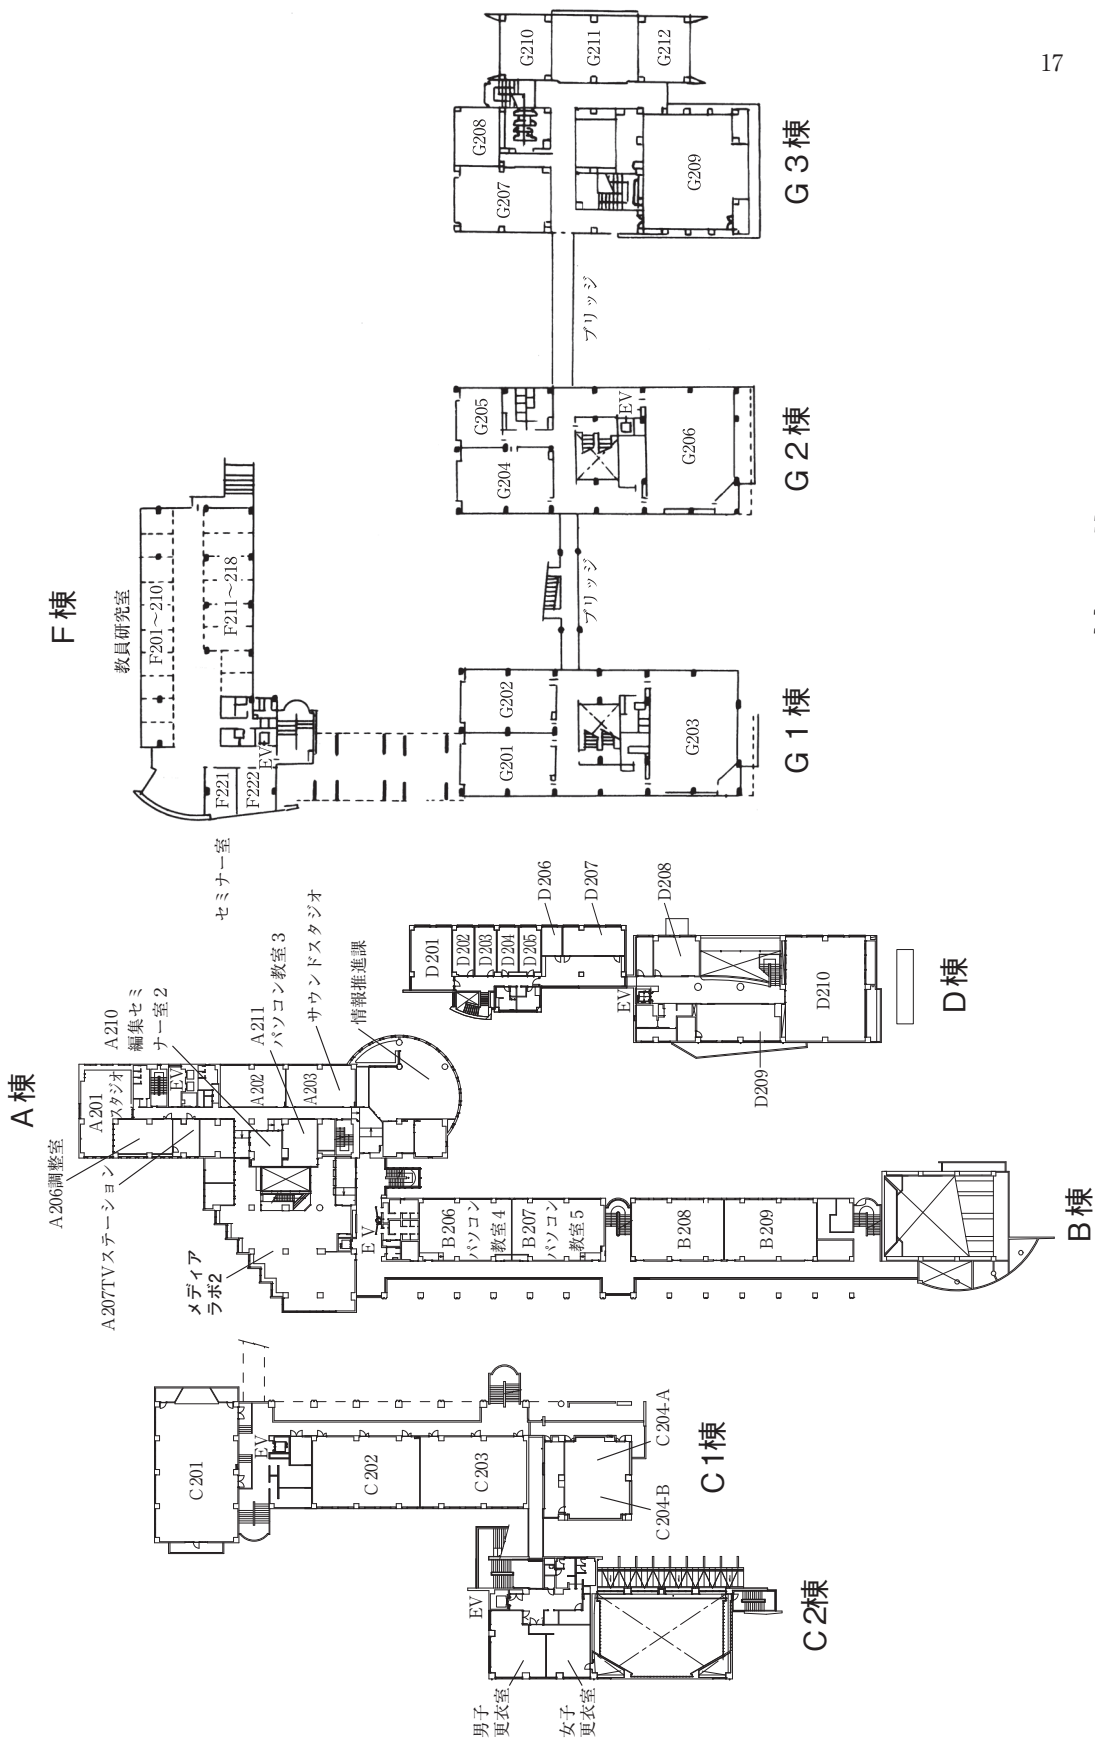 17
G210
G211
G212
G208
G207
G209
G3棟
ブリッジ
G205
G204
EV
G206
G2棟
F棟
教員研究室
F201～210
F211～218
EV
F221
F222
セミナー室
ブリッジ
G202
G201
G203
G1棟
D201
D202
D203
D204
D205
D206
D207
D208
EV
D210
D209
D棟
A棟
A210
編集セミ
ナー室2
A211
パソコン教室3
サウンドスタジオ
情報推進課
A201
スタジオ
EV
A202
A203
A206調整室
A207TVステーション
メディア
ラボ2
EV
B206
パソコン
教室4
B207
パソコン
教室5
B208
B209
B棟
C201
EV
C202
C203
C204-A
C204-B
C1棟
EV
男子
更衣室
女子
更衣室
C2棟